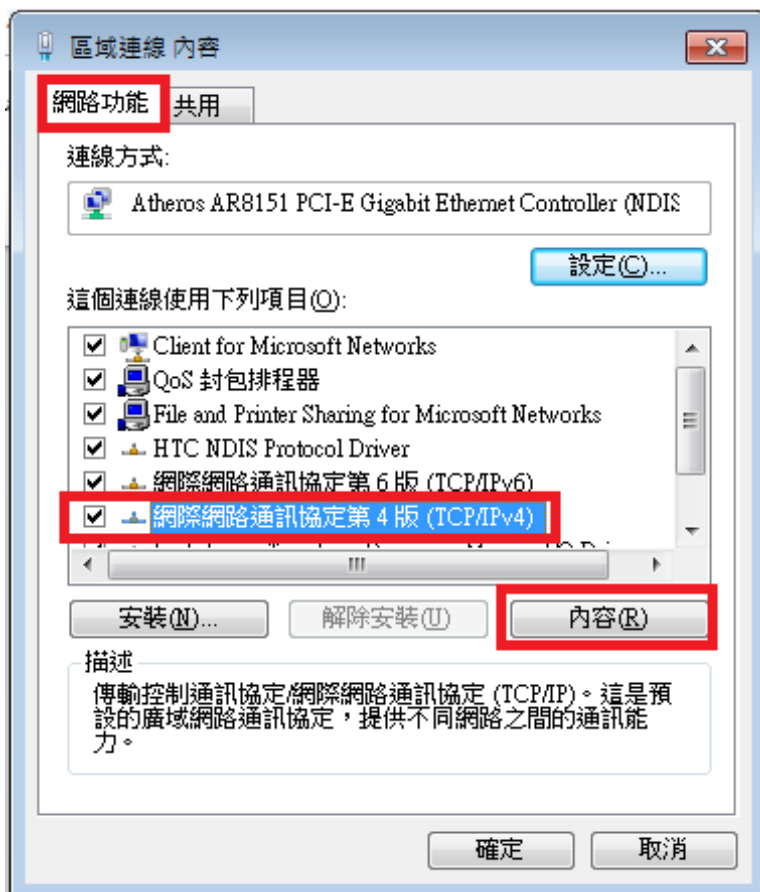 區域連線 內容
網路功能 共用
連線方式:
Atheros AR8151 PCI-E Gigabit Ethernet Controller (NDIS
設定(C)...
這個連線使用下列項目(O):
Client for Microsoft Networks
QoS 封包排程器
File and Printer Sharing for Microsoft Networks
HTC NDIS Protocol Driver
網際網路通訊協定第 6 版 (TCP/IPv6)
網際網路通訊協定第 4 版 (TCP/IPv4)
安裝(N)... 解除安裝(U) 內容(R)
描述
傳輸控制通訊協定/網際網路通訊協定 (TCP/IP)。這是預
設的廣域網路通訊協定，提供不同網路之間的通訊能
力。
確定 取消